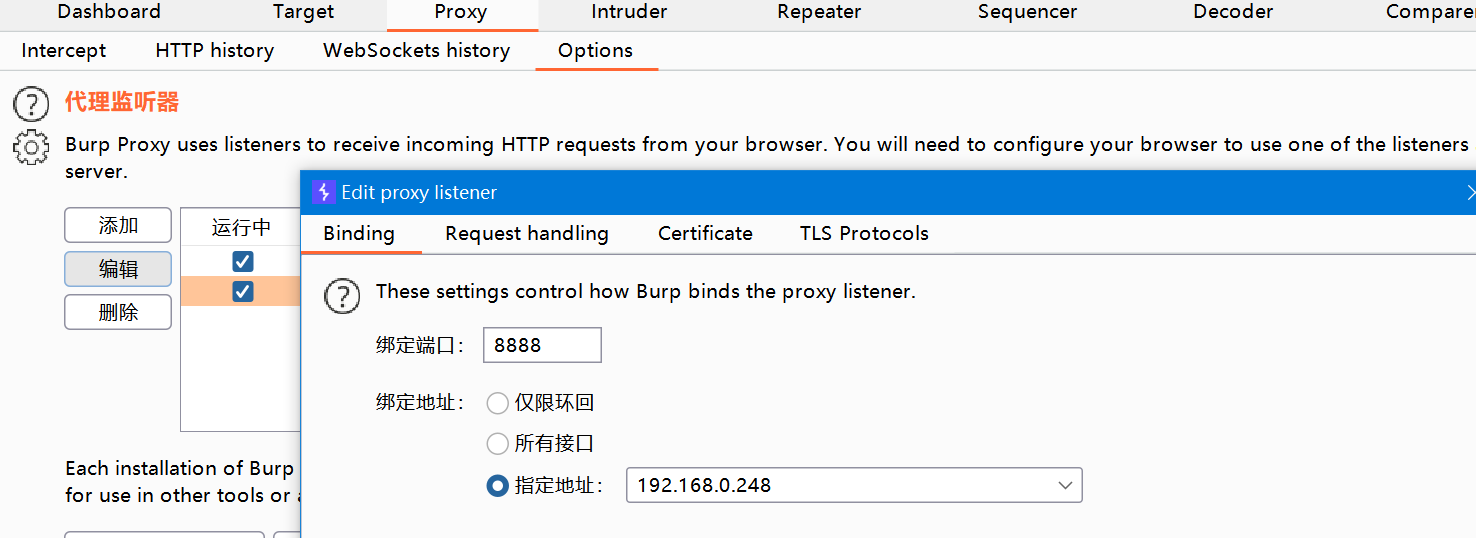 Dashboard Target Proxy Intruder Repeater Sequencer Decoder Comparer
Intercept HTTP history WebSockets history Options
代理监听器
Burp Proxy uses listeners to receive incoming HTTP requests from your browser. You will need to configure your browser to use one of the listeners
server.
Edit proxy listener
添加 运行中
编辑
删除
Binding Request handling Certificate TLS Protocols
These settings control how Burp binds the proxy listener.
绑定端口： 8888
绑定地址： 仅限环回
所有接口
指定地址： 192.168.0.248
Each installation of Burp
for use in other tools or